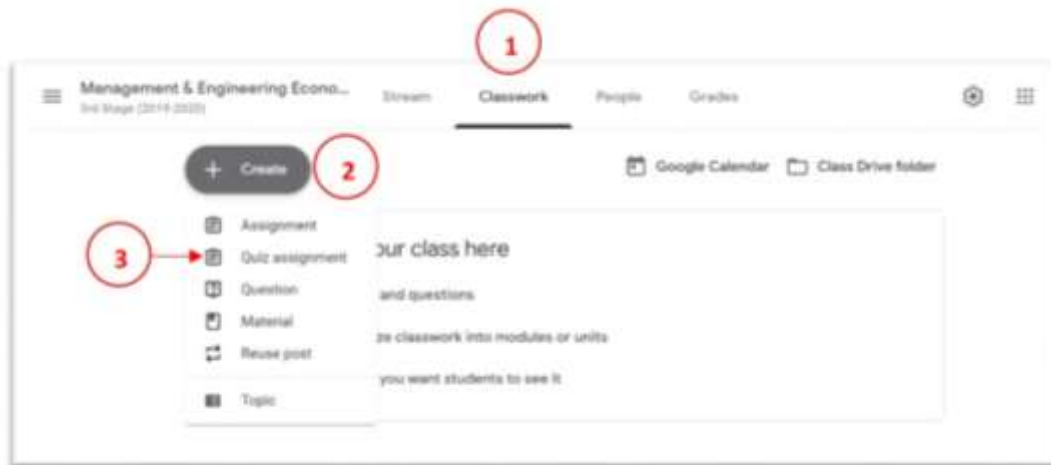 1
Management & Engineering Econo... Stream Classwork People Grades
3rd Stage (2019-2020)
+ Create 2 Google Calendar Class Drive folder
Assignment
3 Quiz assignment our class here
Question and questions
Material
ze classwork into modules or units
Reuse post
you want students to see it
Topic